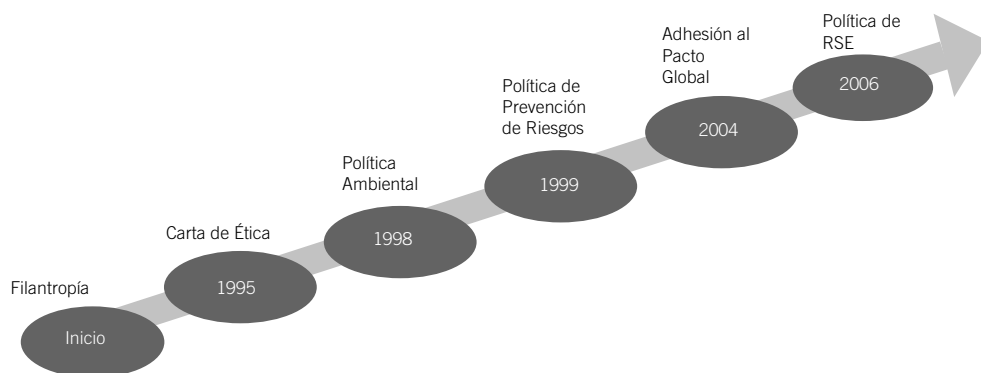 Filantropía
Inicio
Carta de Ética
1995
Política
Ambiental
1998
Política de
Prevención
de Riesgos
1999
Adhesión al
Pacto
Global
2004
Política de
RSE
2006